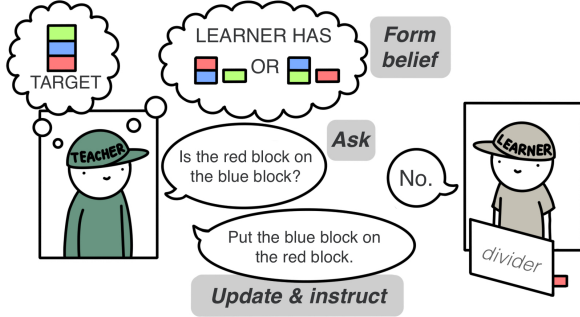 TARGET
LEARNER HAS
OR
Form
belief
TEACHER
Is the red block on
the blue block?
Ask
No.
LEARNER
Put the blue block on
the red block.
divider
Update & instruct